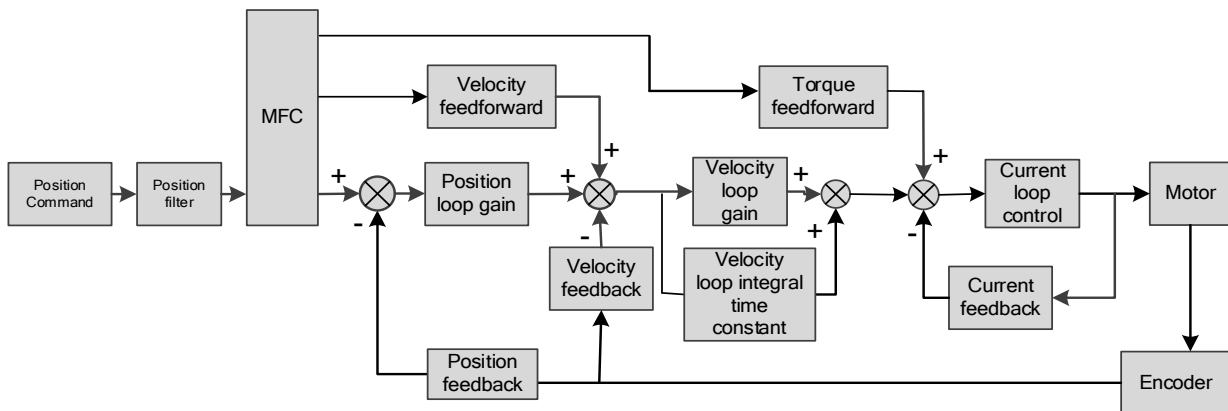 MFC
Velocity
feedforward
Torque
feedforward
+
+
Position
Command
Position
filter
+
-
Position
loop gain
+
-
Velocity
loop
gain
+
+
-
Current
loop
control
Motor
Velocity
feedback
Velocity
loop integral
time
constant
Current
feedback
Position
feedback
Encoder